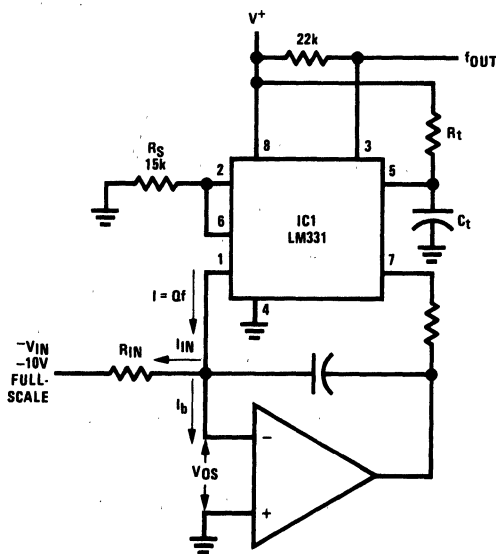 V+
22k
fOUT
Rt
8
3
RS
15k
2
5
6
IC1
LM331
Ct
1
7
I = Qf
4
IIN
−VIN
−10V
FULL-
SCALE
RIN
Ib
−
VOS
+